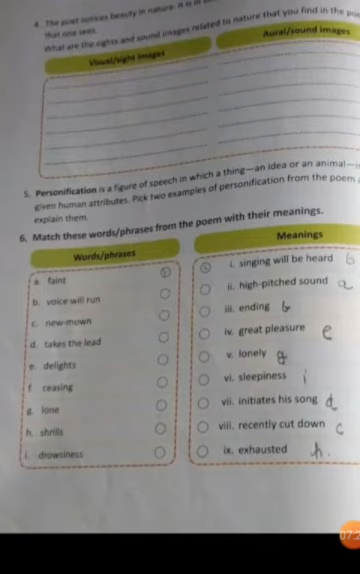 4. The poet notices beauty in nature. It is in
that one sees.
What are the sights and sound images related to nature that you find in the
Visual/sight images
Aural/sound images
5. Personification is a figure of speech in which a thing—an idea or an animal—
given human attributes. Pick two examples of personification from the poem
explain them.
6. Match these words/phrases from the poem with their meanings.
Words/phrases
Meanings
a. faint
i. singing will be heard b
b. voice will run
ii. high-pitched sound a
c. new-mown
iii. ending b
d. takes the lead
iv. great pleasure e
e. delights
v. lonely g
f. ceasing
vi. sleepiness i
g. lone
vii. initiates his song d
h. shrills
viii. recently cut down c
i. drowsiness
ix. exhausted h.